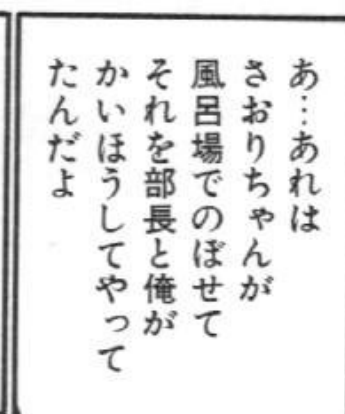 あ…あれは
さおりちゃんが
風呂場でのぼせて
それを部長と俺が
かいほうしてやって
たんだよ